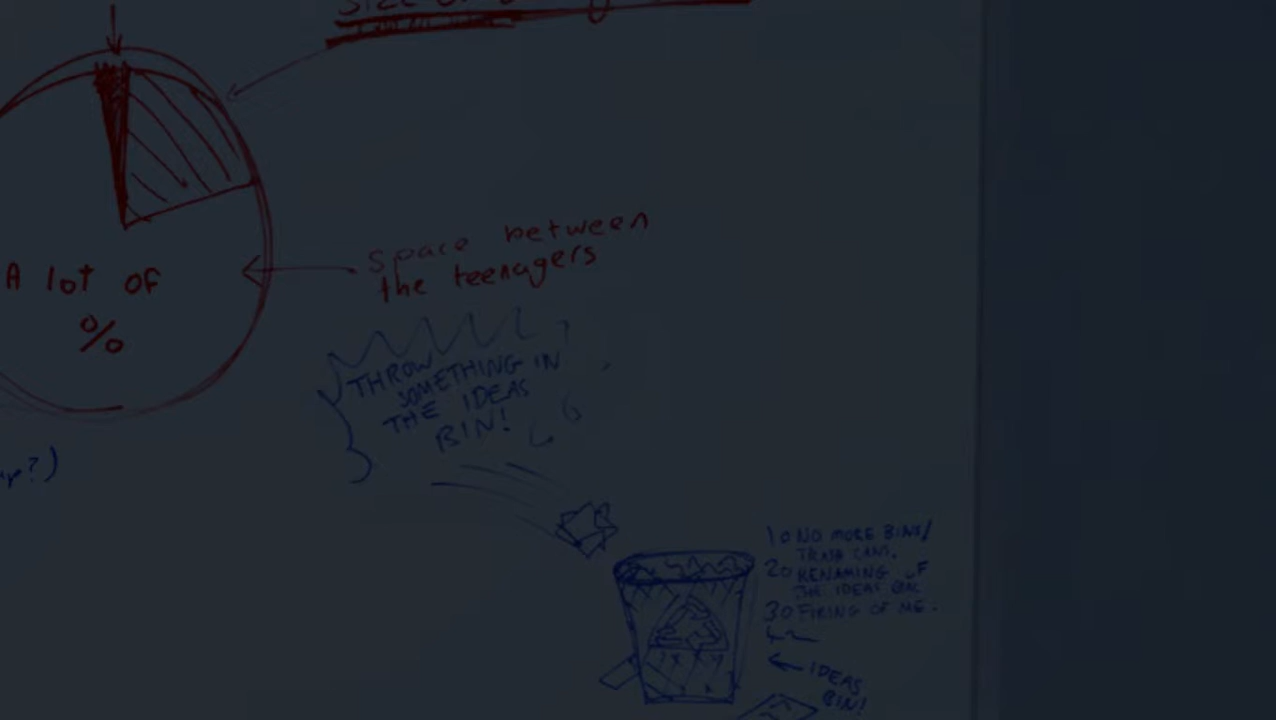 Size
Space between
the teenagers
A lot of
%
THROW
SOMETHING IN
THE IDEAS
BIN!
1o NO MORE BINS/
TRASH CANS.
2o RENAMING OF
THE IDEAS BIN.
3o FIRING OF ME.
IDEAS
BIN!